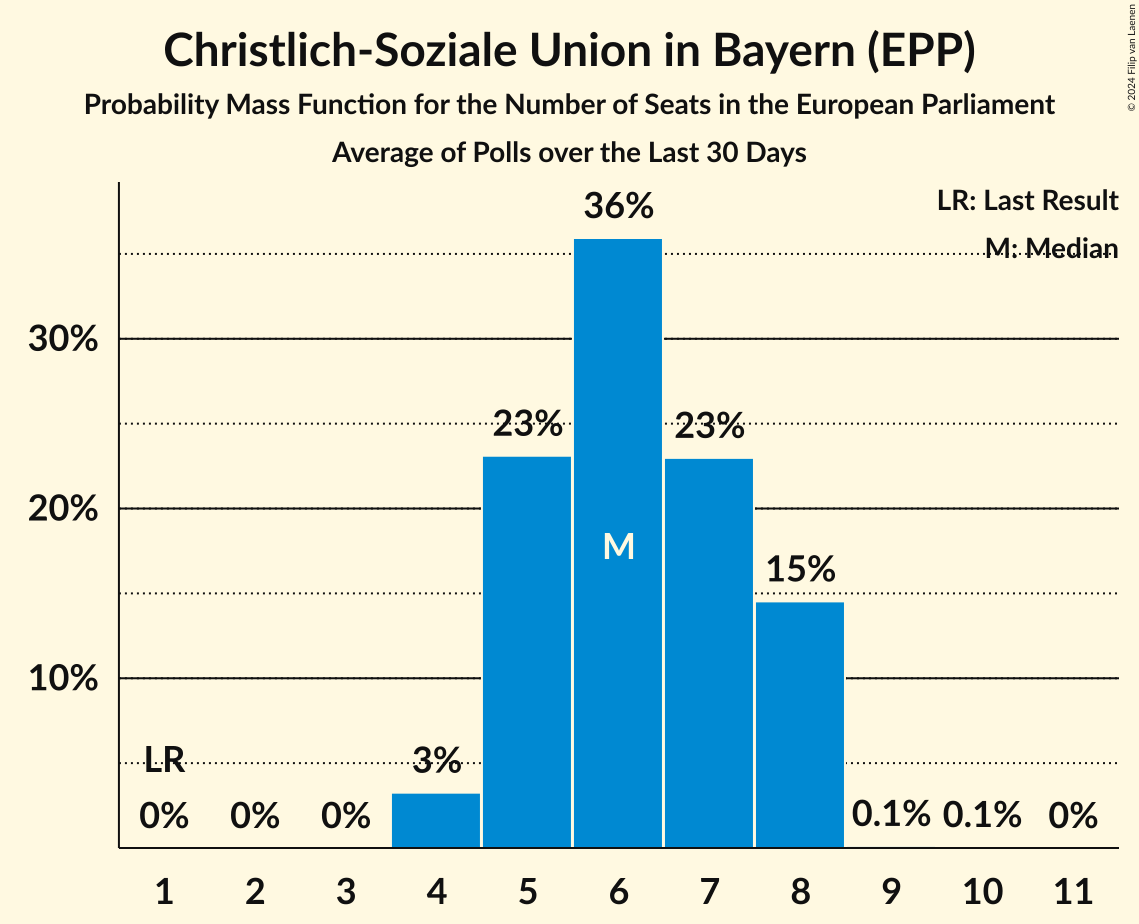 © 2024 Filip van Laenen
Christlich-Soziale Union in Bayern (EPP)
Probability Mass Function for the Number of Seats in the European Parliament
Average of Polls over the Last 30 Days
LR: Last Result
M: Median
36%
30%
23% 23%
20%
M
15%
10%
LR
3%
0% 0% 0% 0.1% 0.1% 0%
1 2 3 4 5 6 7 8 9 10 11